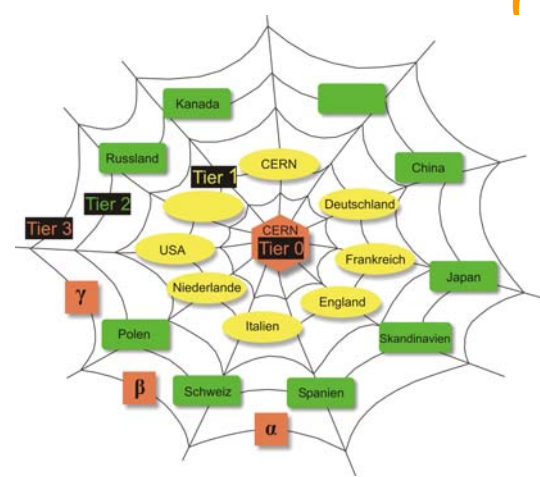 Kanada
Russland
CERN
China
Tier 1
Tier 2
Deutschland
Tier 3
CERN
Tier 0
USA
Frankreich
Japan
γ
Niederlande
England
Italien
Polen
Skandinavien
β
Schweiz
Spanien
α